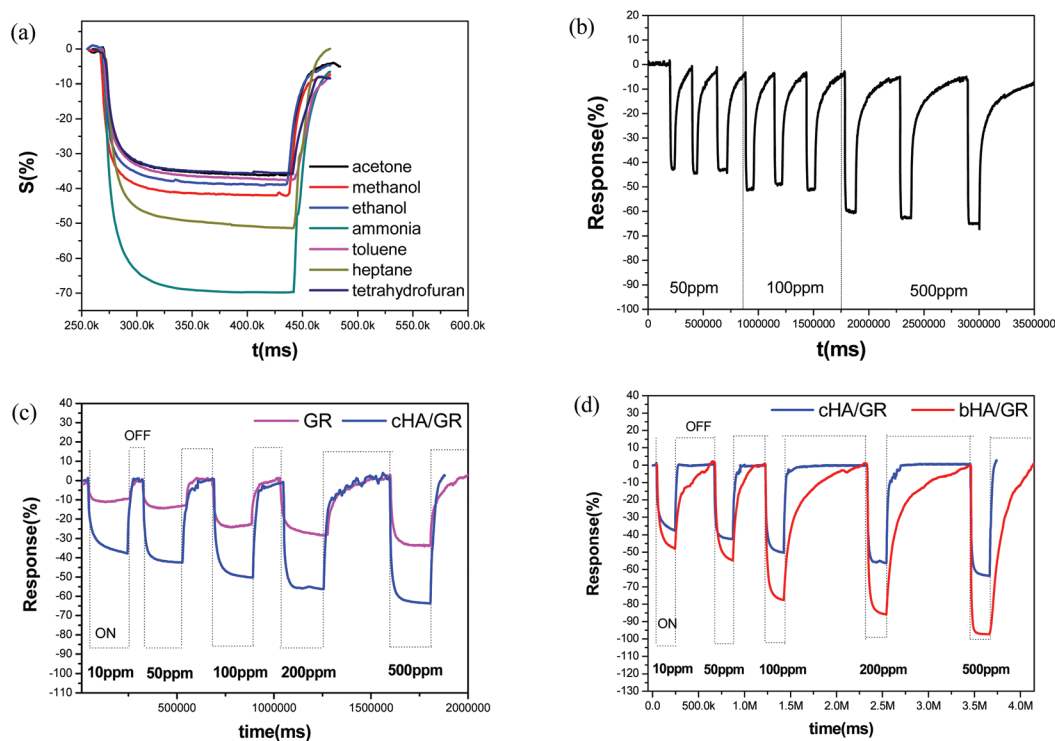 (a)
0
-10
-20
-30
-40
-50
-60
-70
S(%)
acetone
methanol
ethanol
ammonia
toluene
heptane
tetrahydrofuran
250.0k 300.0k 350.0k 400.0k 450.0k 500.0k 550.0k 600.0k
t(ms)
(b)
20
10
0
-10
-20
-30
-40
-50
-60
-70
-80
-90
-100
Response(%)
50ppm 100ppm 500ppm
0 500000 1000000 1500000 2000000 2500000 3000000 3500000
t(ms)
(c)
40
30
20
10
0
-10
-20
-30
-40
-50
-60
-70
-80
-90
-100
-110
Response(%)
GR cHA/GR
OFF
ON
10ppm 50ppm 100ppm 200ppm 500ppm
500000 1000000 1500000 2000000
time(ms)
(d)
40
30
20
10
0
-10
-20
-30
-40
-50
-60
-70
-80
-90
-100
-110
-120
-130
Response(%)
cHA/GR bHA/GR
OFF
ON
10ppm 50ppm 100ppm 200ppm 500ppm
0.0 500.0k 1.0M 1.5M 2.0M 2.5M 3.0M 3.5M 4.0M
time(ms)